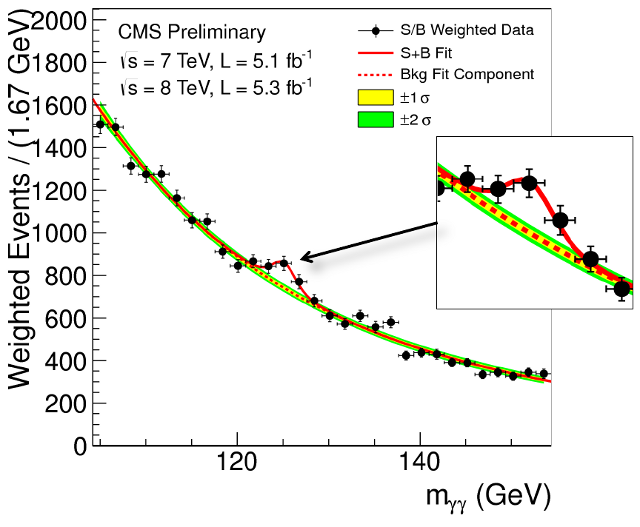 CMS Preliminary
√s = 7 TeV, L = 5.1 fb⁻¹
√s = 8 TeV, L = 5.3 fb⁻¹
S/B Weighted Data
S+B Fit
Bkg Fit Component
±1 σ
±2 σ
Weighted Events / (1.67 GeV)
2000
1800
1600
1400
1200
1000
800
600
400
200
0
120
140
mγγ (GeV)